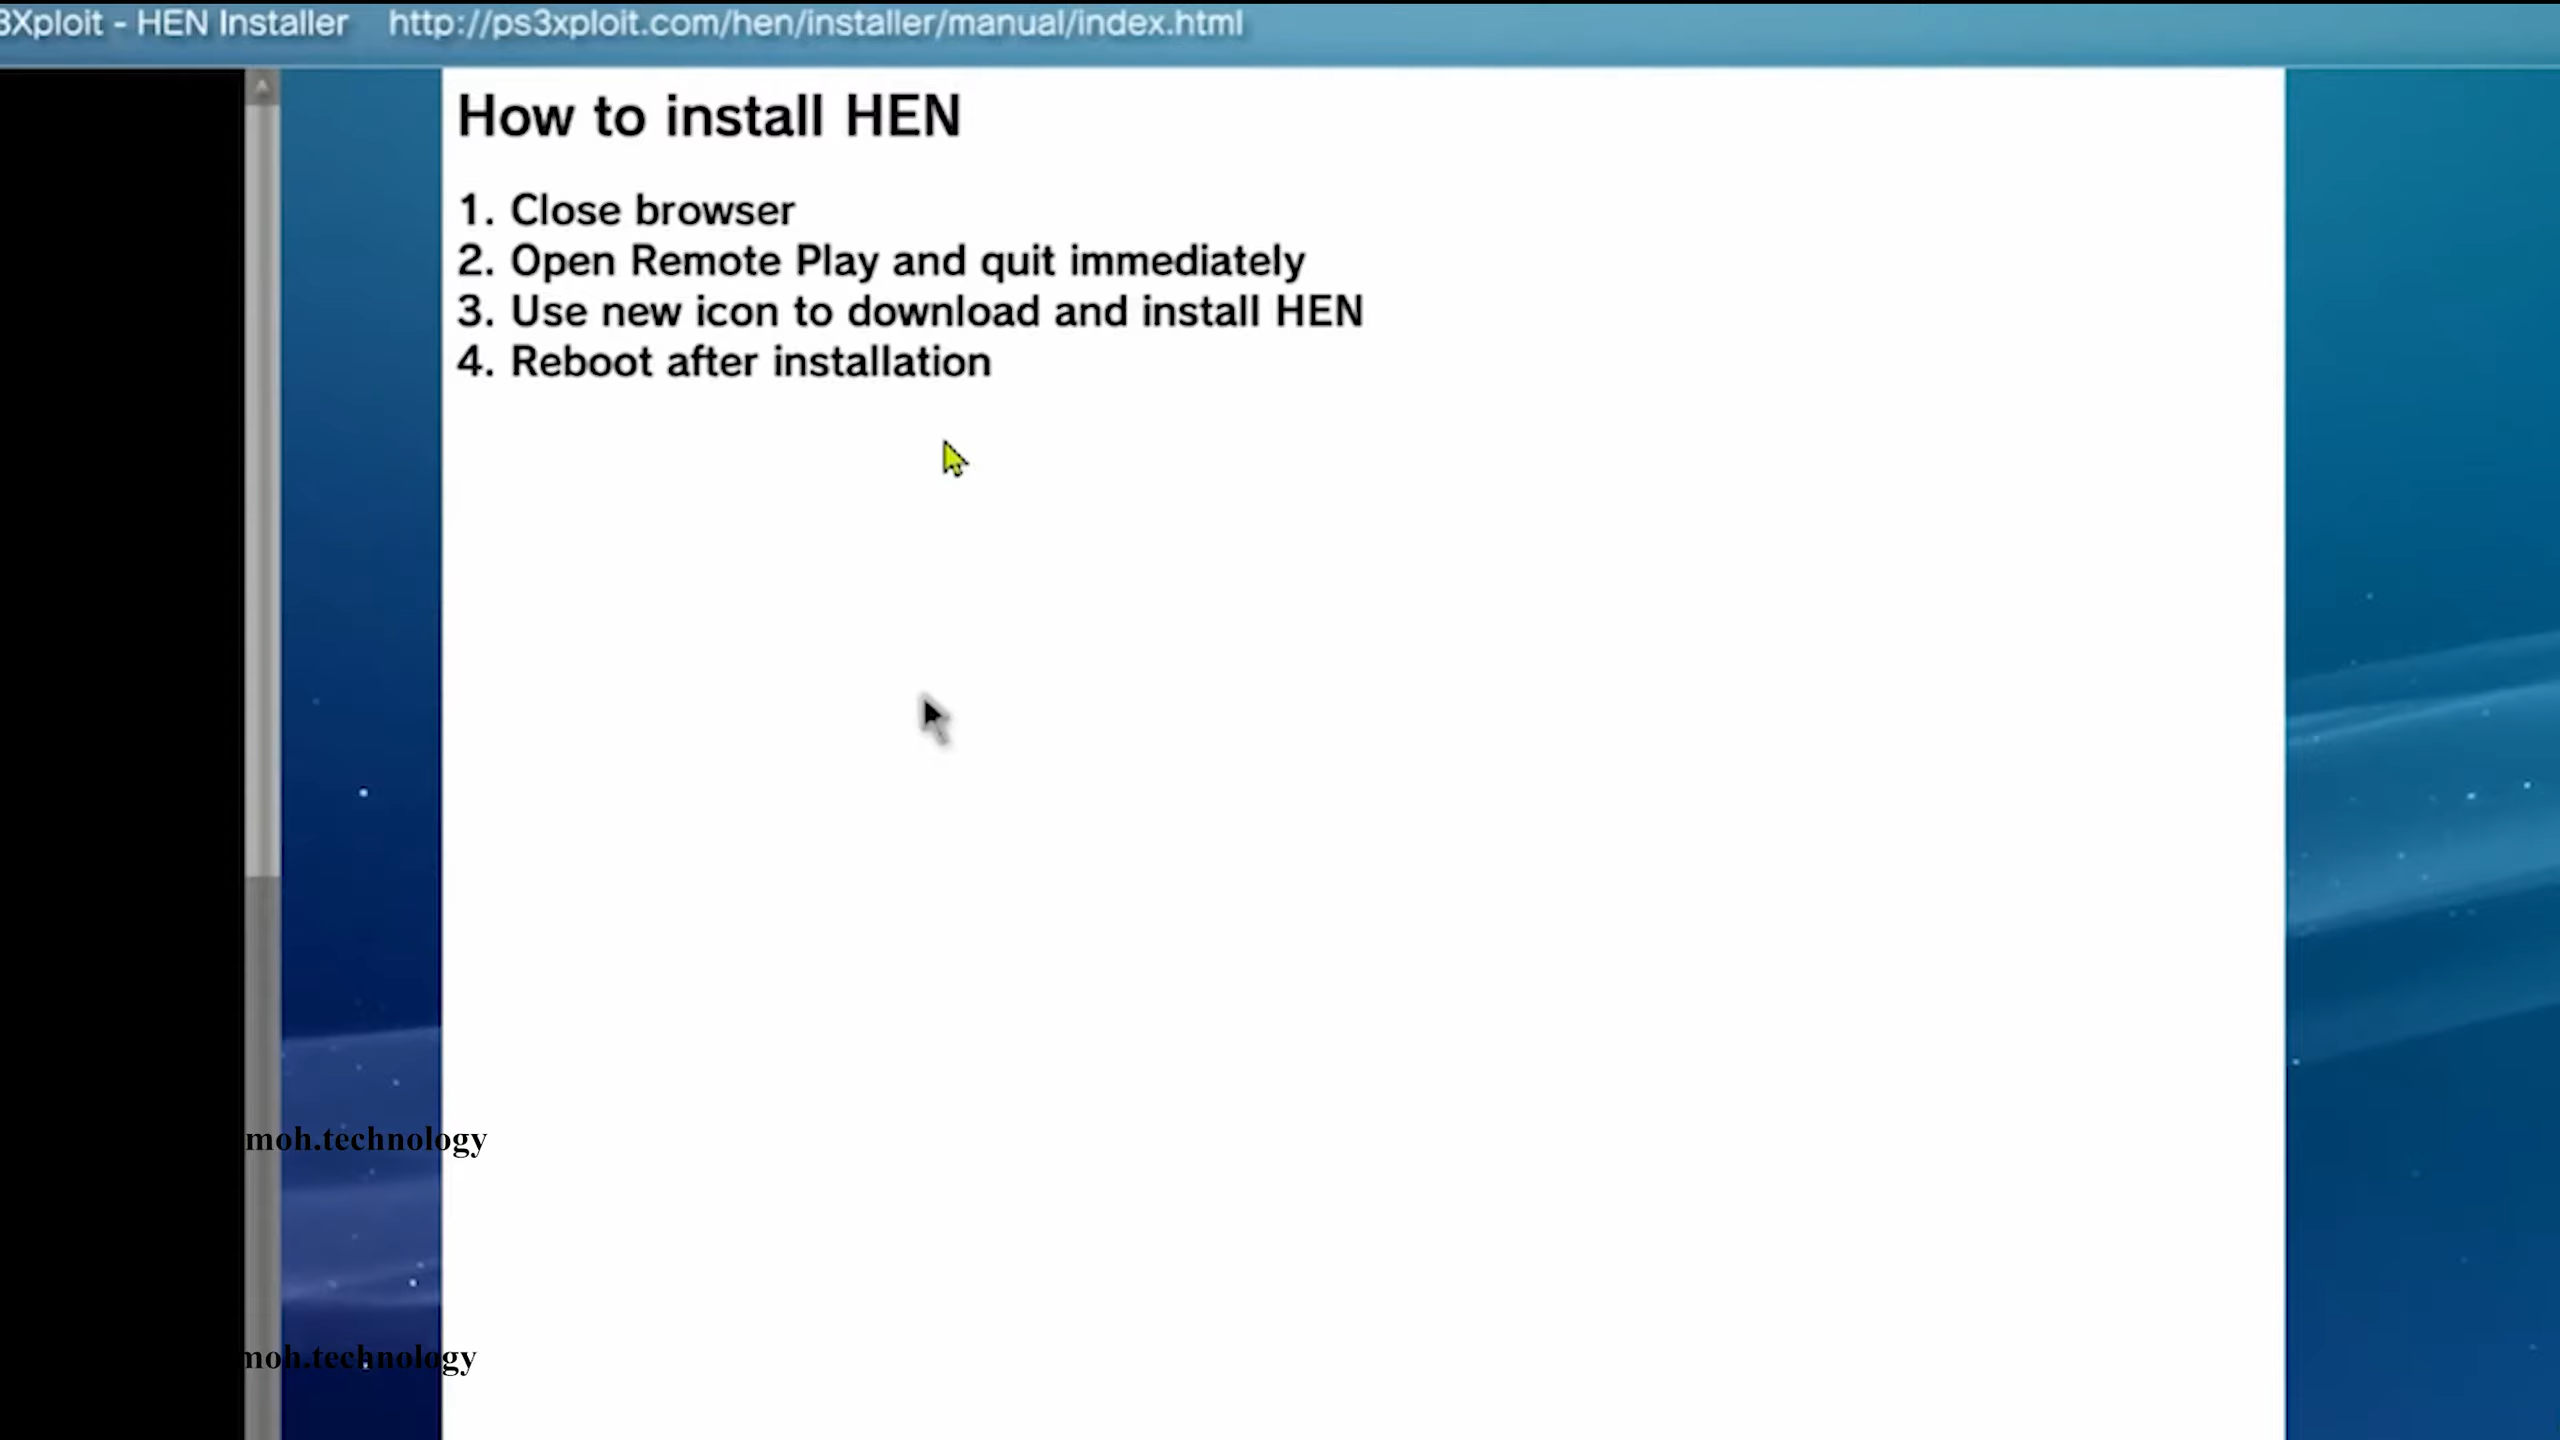 3Xploit - HEN Installer http://ps3xploit.com/hen/installer/manual/index.html
How to install HEN
1. Close browser
2. Open Remote Play and quit immediately
3. Use new icon to download and install HEN
4. Reboot after installation
moh.technology
moh.technology